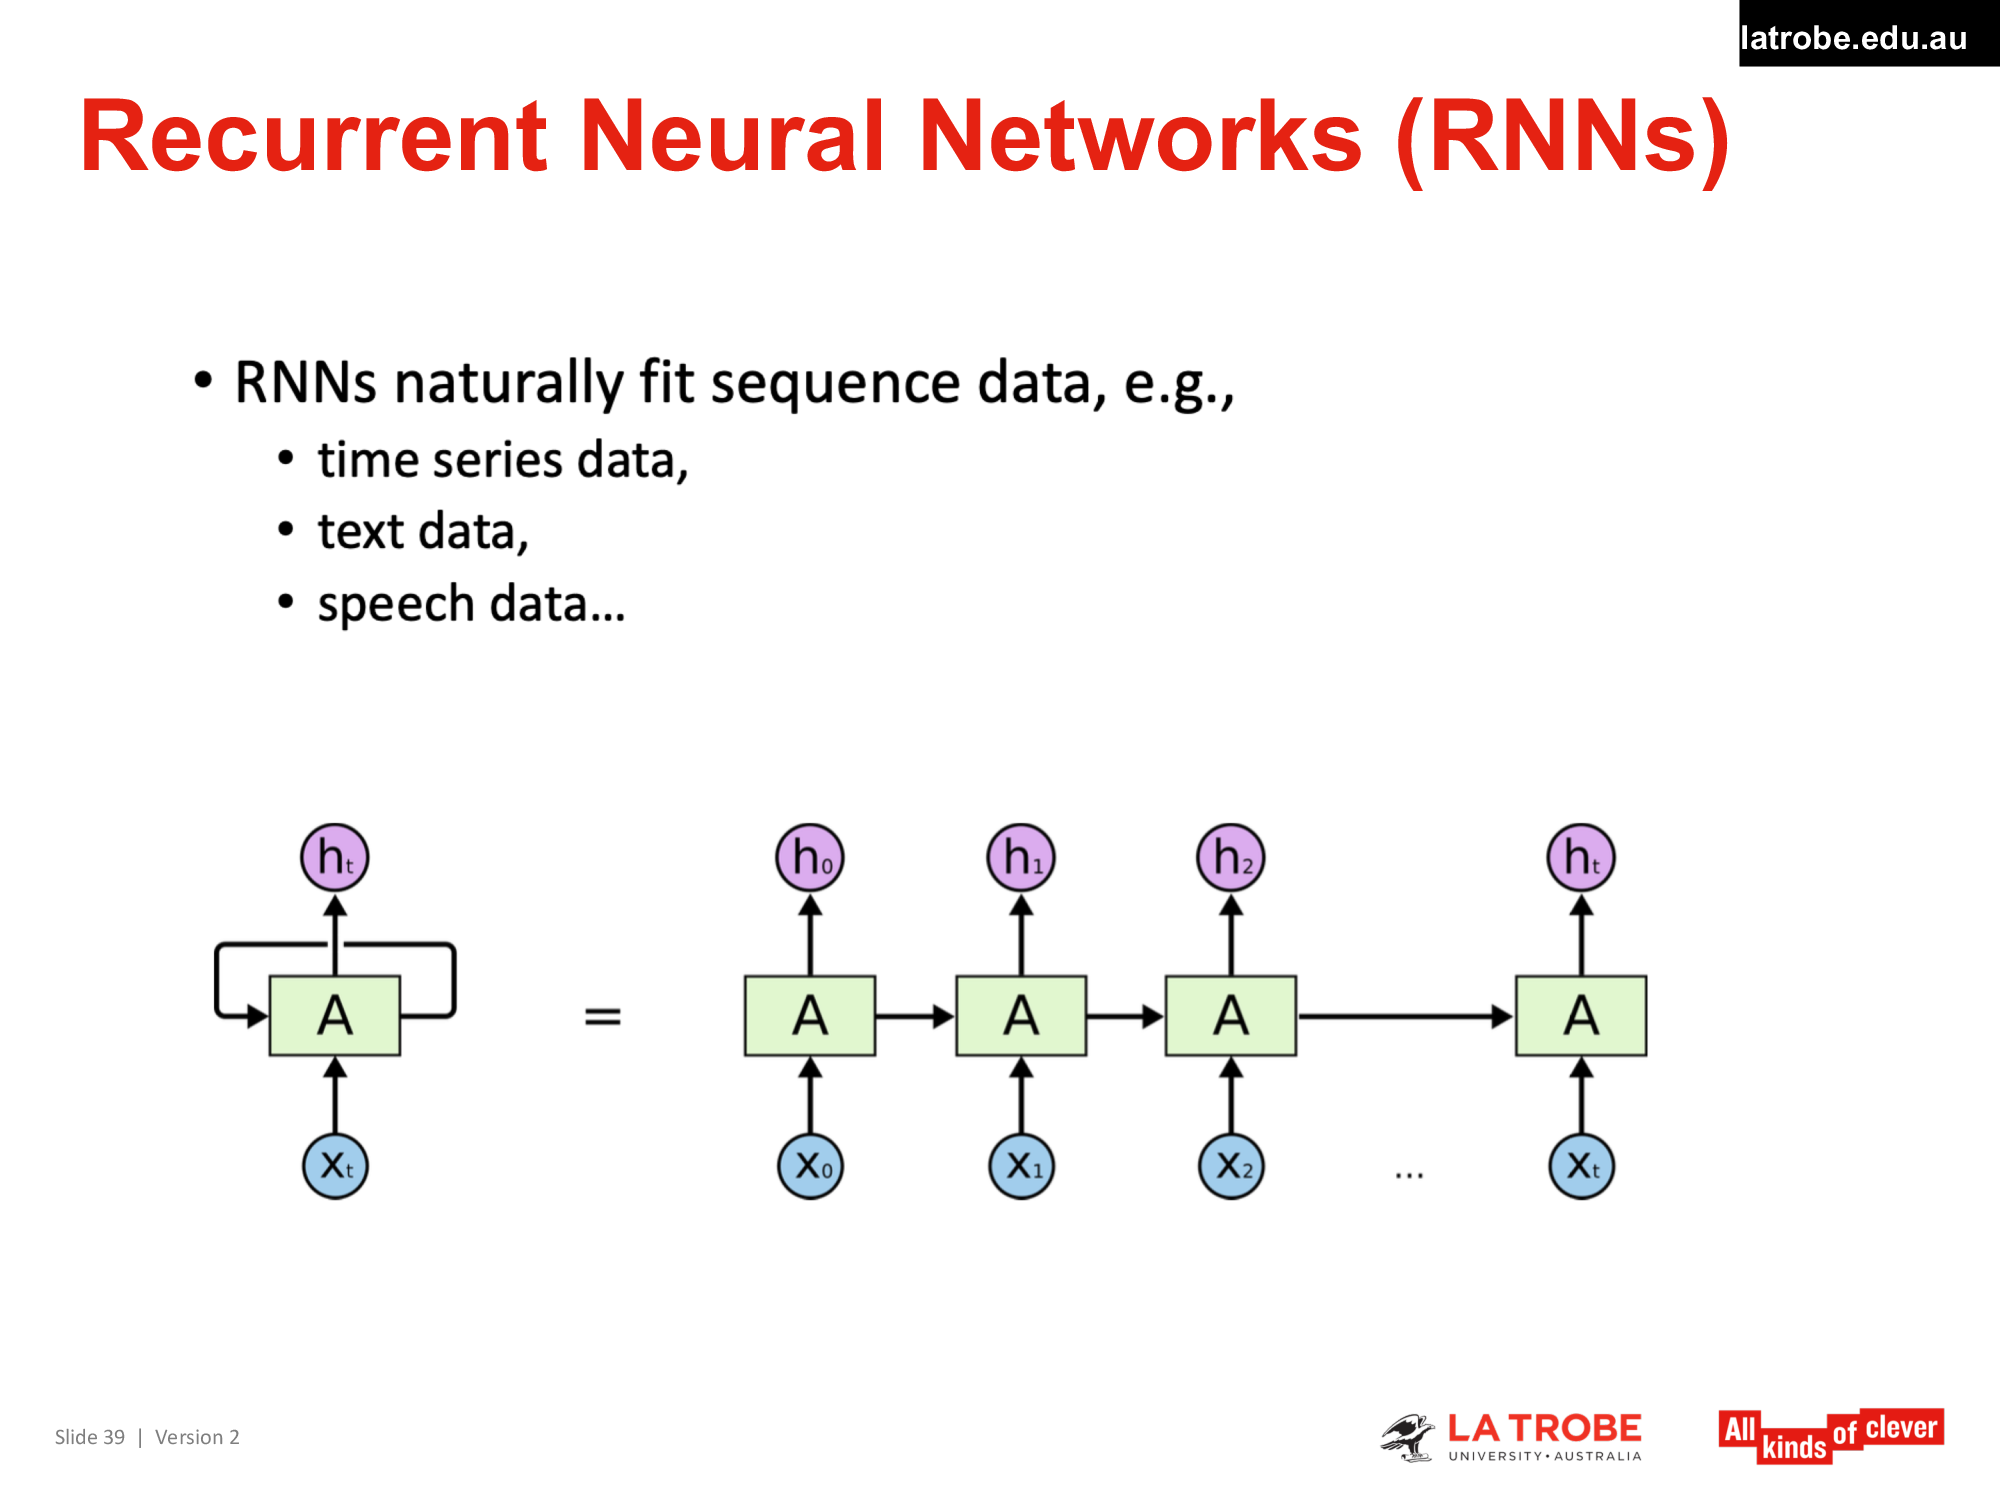 latrobe.edu.au
Recurrent Neural Networks (RNNs)
• RNNs naturally fit sequence data, e.g.,
• time series data,
• text data,
• speech data...
ht h0 h1 h2 ht
A = A A A A
xt x0 x1 x2 ... xt
Slide 39 | Version 2
LA TROBE
UNIVERSITY • AUSTRALIA
All kinds of clever